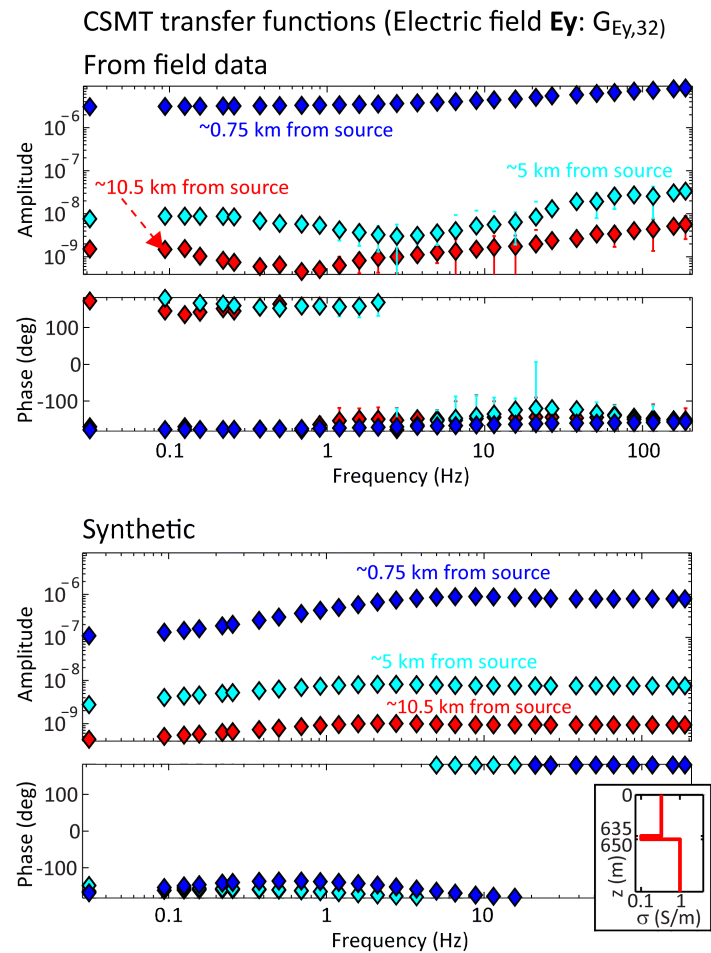 CSMT transfer functions (Electric field Ey: G_Ey,32)
From field data
Amplitude
10^-6
10^-7
10^-8
10^-9
~0.75 km from source
~10.5 km from source
~5 km from source
Phase (deg)
100
0
-100
0.1
1
10
100
Frequency (Hz)
Synthetic
Amplitude
10^-6
10^-7
10^-8
10^-9
~0.75 km from source
~5 km from source
~10.5 km from source
Phase (deg)
100
0
-100
0.1
1
10
Frequency (Hz)
z (m)
0
635
650
0.1
1
σ (S/m)